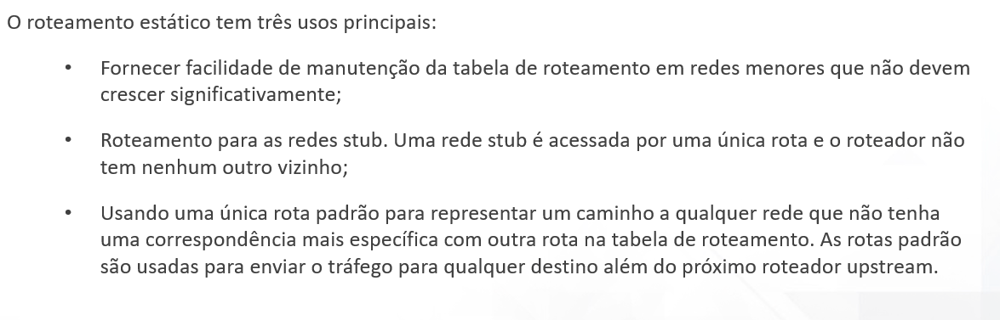 O roteamento estático tem três usos principais:
• Fornecer facilidade de manutenção da tabela de roteamento em redes menores que não devem
crescer significativamente;
• Roteamento para as redes stub. Uma rede stub é acessada por uma única rota e o roteador não
tem nenhum outro vizinho;
• Usando uma única rota padrão para representar um caminho a qualquer rede que não tenha
uma correspondência mais específica com outra rota na tabela de roteamento. As rotas padrão
são usadas para enviar o tráfego para qualquer destino além do próximo roteador upstream.